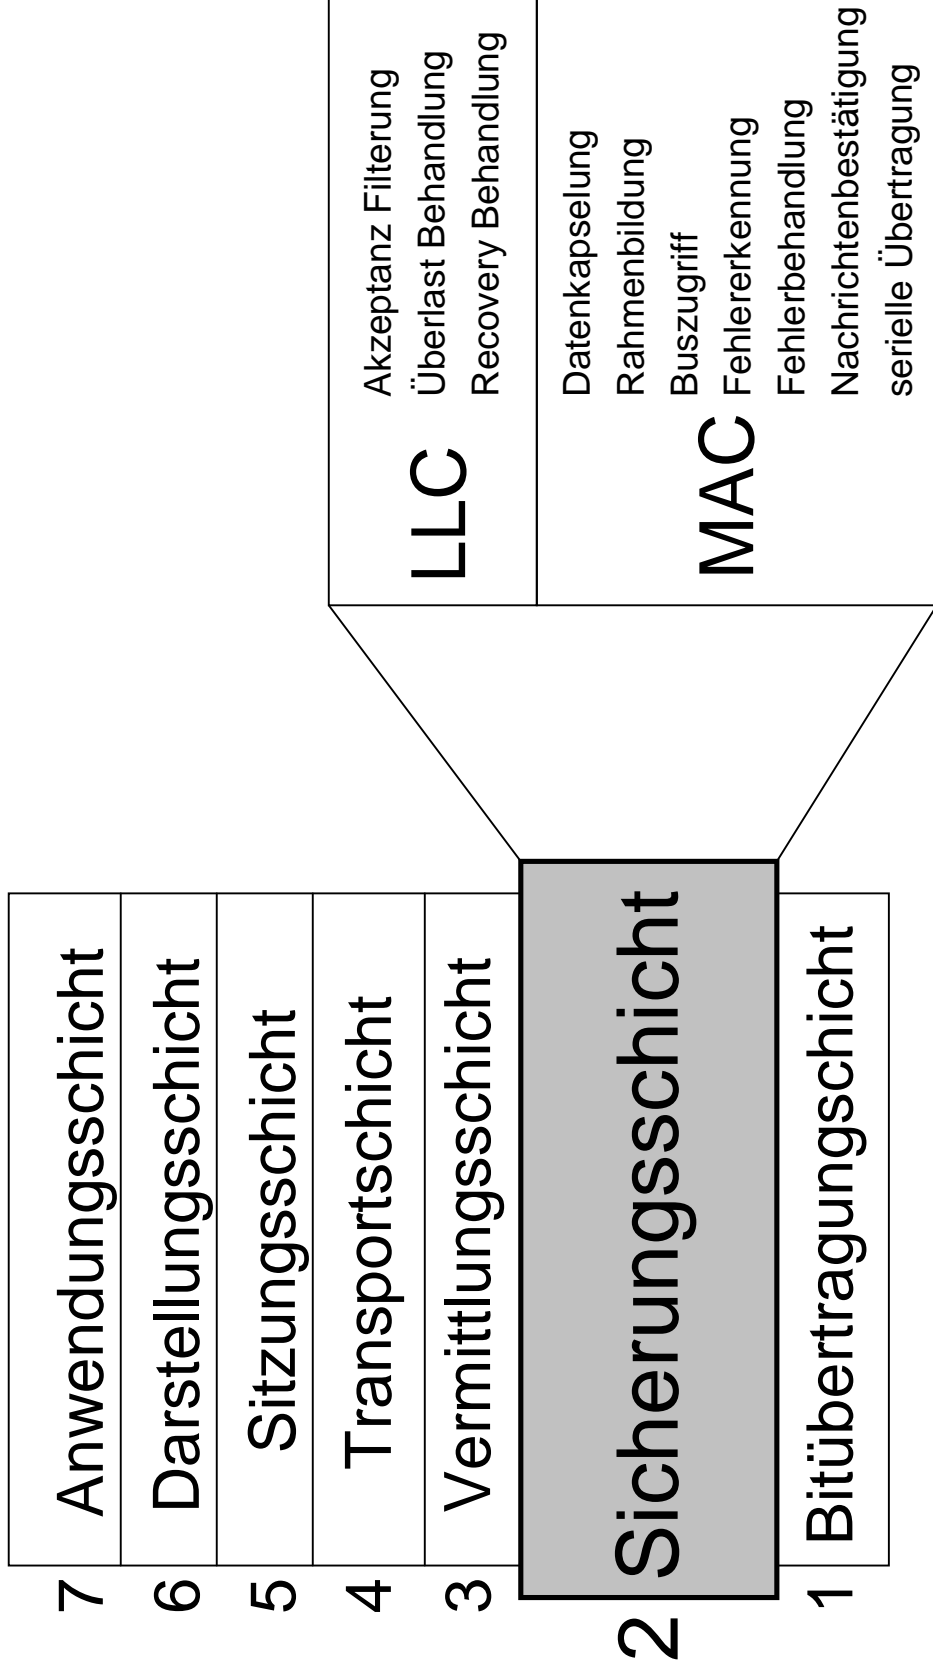 7 Anwendungsschicht
6 Darstellungsschicht
5 Sitzungsschicht
4 Transportschicht
3 Vermittlungsschicht
2 Sicherungsschicht
1 Bitübertragungschicht
LLC
Akzeptanz Filterung
Überlast Behandlung
Recovery Behandlung
MAC
Datenkapselung
Rahmenbildung
Buszugriff
Fehlererkennung
Fehlerbehandlung
Nachrichtenbestätigung
serielle Übertragung